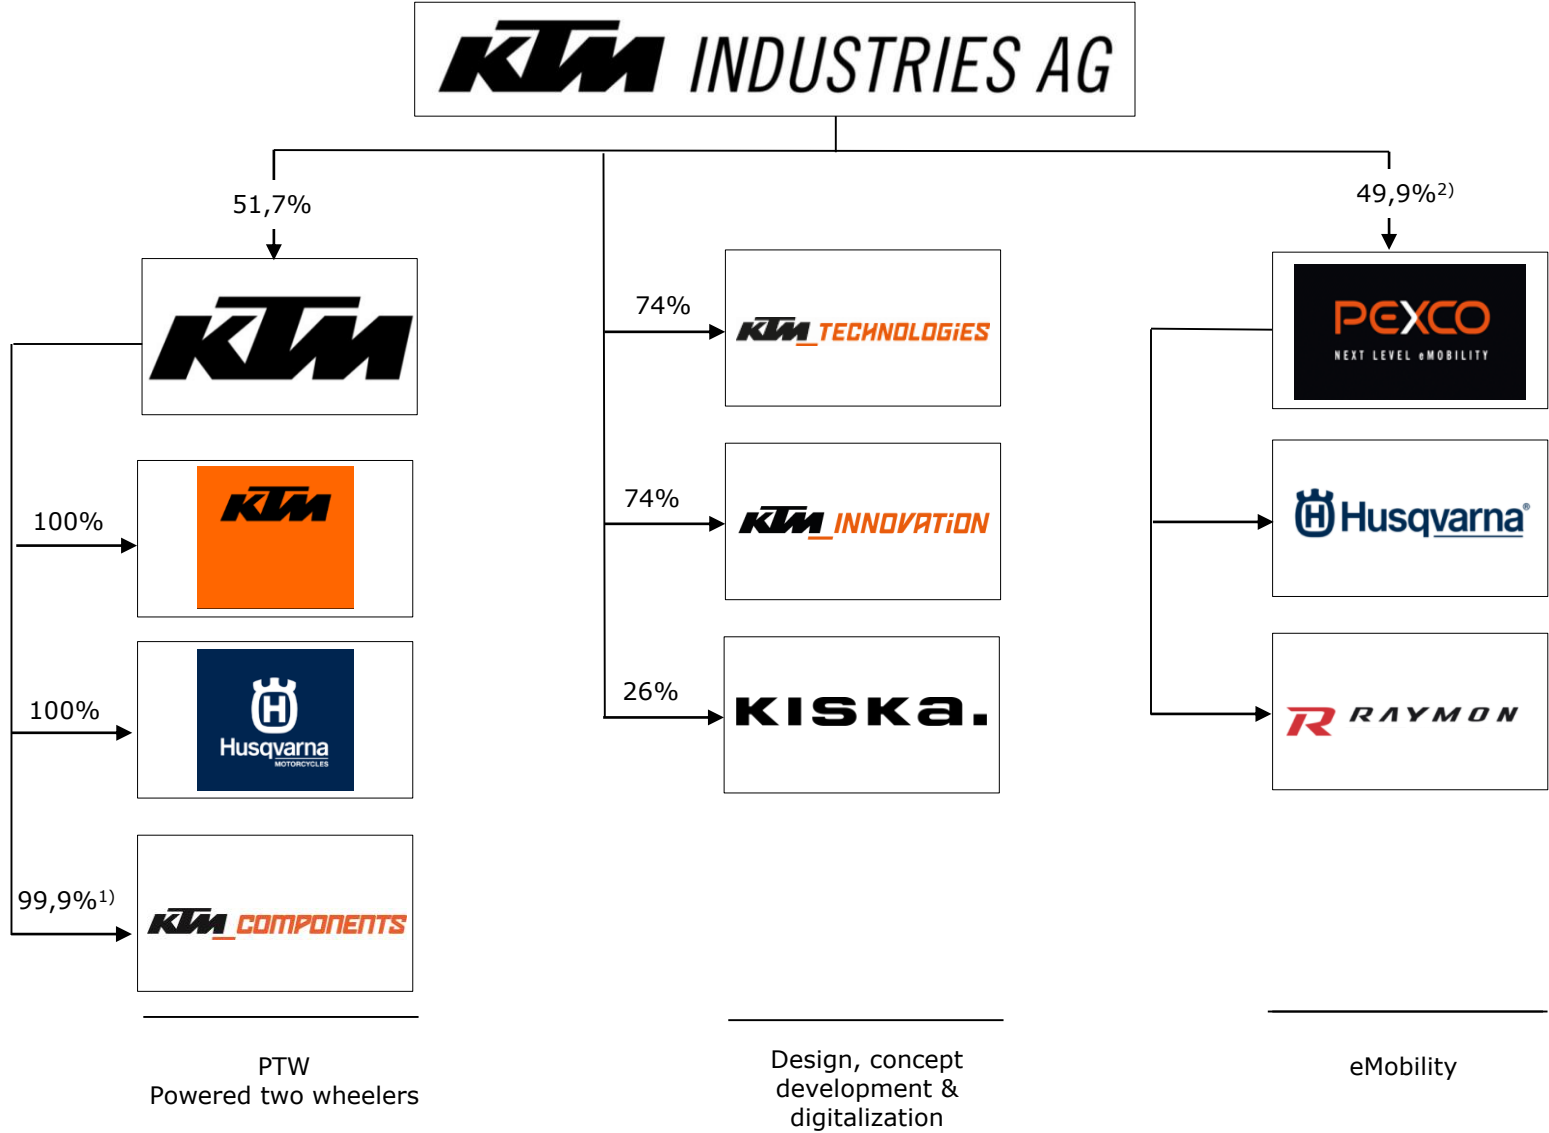 KTM INDUSTRIES AG
51,7%
KTM
100%
KTM
100%
H
Husqvarna
MOTORCYCLES
99,9%1)
KTM_COMPONENTS
PTW
Powered two wheelers
74%
KTM_TECHNOLOGIES
74%
KTM_INNOVATION
26%
KISKa.
Design, concept
development &
digitalization
49,9%2)
PEXCO
NEXT LEVEL eMOBILITY
H Husqvarna®
R RAYMON
eMobility